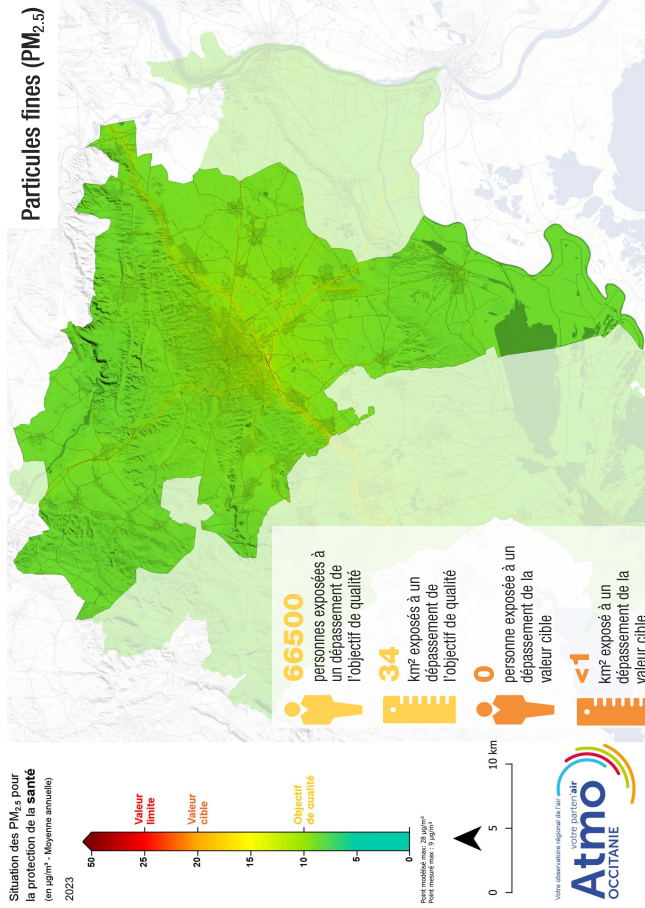 Particules fines (PM2.5)
66500
personnes exposées à
un dépassement de
l'objectif de qualité
34
km² exposés à un
dépassement de
l'objectif de qualité
0
personne exposée à un
dépassement de la
valeur cible
<1
km² exposé à un
dépassement de la
valeur cible
Situation des PM2.5 pour
la protection de la santé
(en µg/m³ - Moyenne annuelle)
2023
50
25
Valeur
limite
20
Valeur
cible
15
10
Objectif
de qualité
5
0
Point modélisé max: 28 µg/m³
Point mesuré max : 9 µg/m³
0 5 10 km
Votre observatoire régional de l'air
votre parten'air
Atmo
OCCITANIE